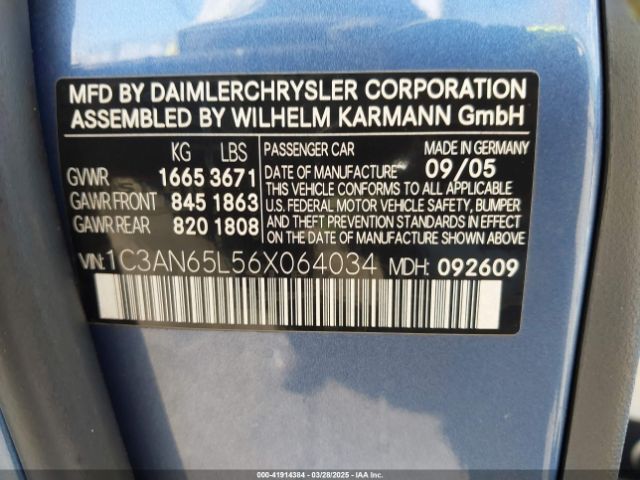 MFD BY DAIMLERCHRYSLER CORPORATION
ASSEMBLED BY WILHELM KARMANN GmbH
KG LBS
GVWR 1665 3671
GAWR FRONT 845 1863
GAWR REAR 820 1808
PASSENGER CAR MADE IN GERMANY
DATE OF MANUFACTURE 09/05
THIS VEHICLE CONFORMS TO ALL APPLICABLE
U.S. FEDERAL MOTOR VEHICLE SAFETY, BUMPER
AND THEFT PREVENTION STANDARDS IN EFFECT
ON THE DATE OF MANUFACTURE SHOWN ABOVE.
VIN: 1C3AN65L56X064034 MDH: 092609
000-41914384 | 03/28/2025 | IAAI.COM